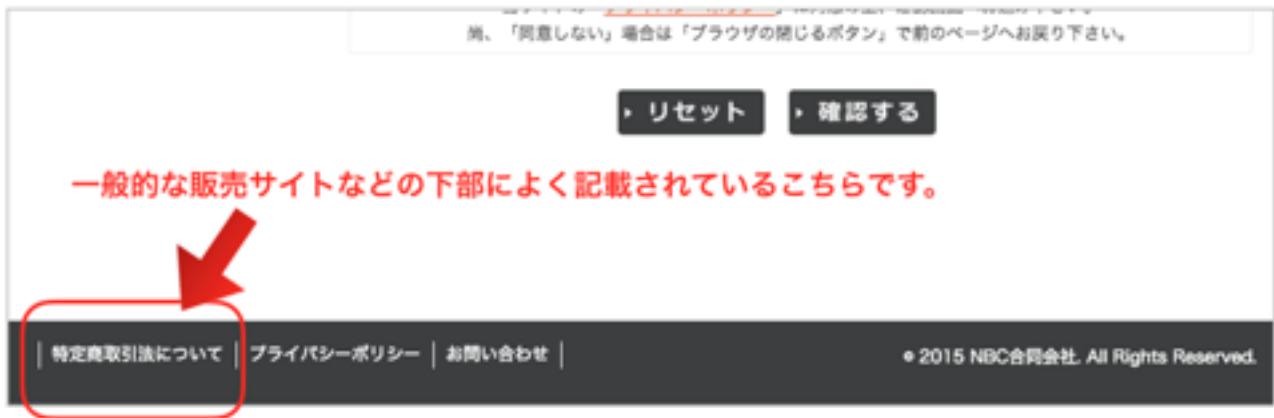 尚、「同意しない」場合は「ブラウザの閉じるボタン」で前のページへお戻り下さい。
リセット
確認する
一般的な販売サイトなどの下部によく記載されているこちらです。
特定商取引法について | プライバシーポリシー | お問い合わせ |
© 2015 NBC合同会社. All Rights Reserved.